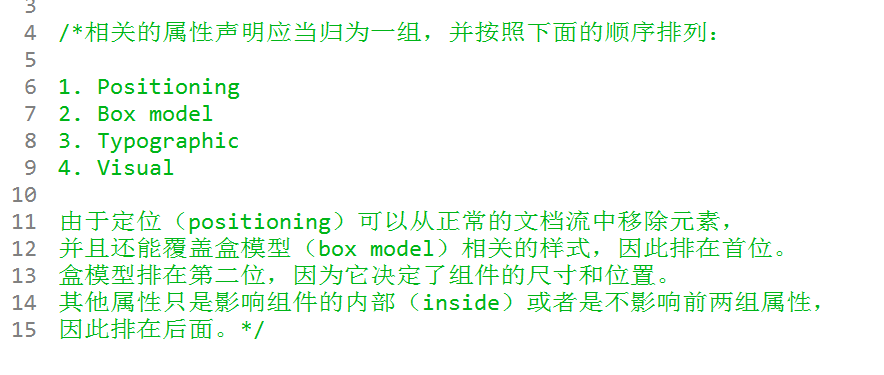 3
4 /*相关的属性声明应当归为一组，并按照下面的顺序排列：
5
6 1. Positioning
7 2. Box model
8 3. Typographic
9 4. Visual
10
11 由于定位（positioning）可以从正常的文档流中移除元素，
12 并且还能覆盖盒模型（box model）相关的样式，因此排在首位。
13 盒模型排在第二位，因为它决定了组件的尺寸和位置。
14 其他属性只是影响组件的内部（inside）或者是不影响前两组属性，
15 因此排在后面。*/